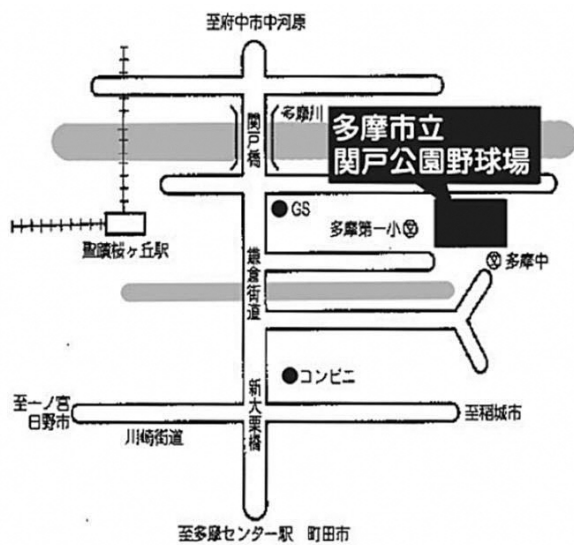 至府中市中河原
多摩川
関戸橋
多摩市立
関戸公園野球場
GS
多摩第一小文
文多摩中
聖蹟桜ヶ丘駅
鎌倉街道
コンビニ
至一ノ宮
日野市
川崎街道
新大栗橋
至稲城市
至多摩センター駅 町田市